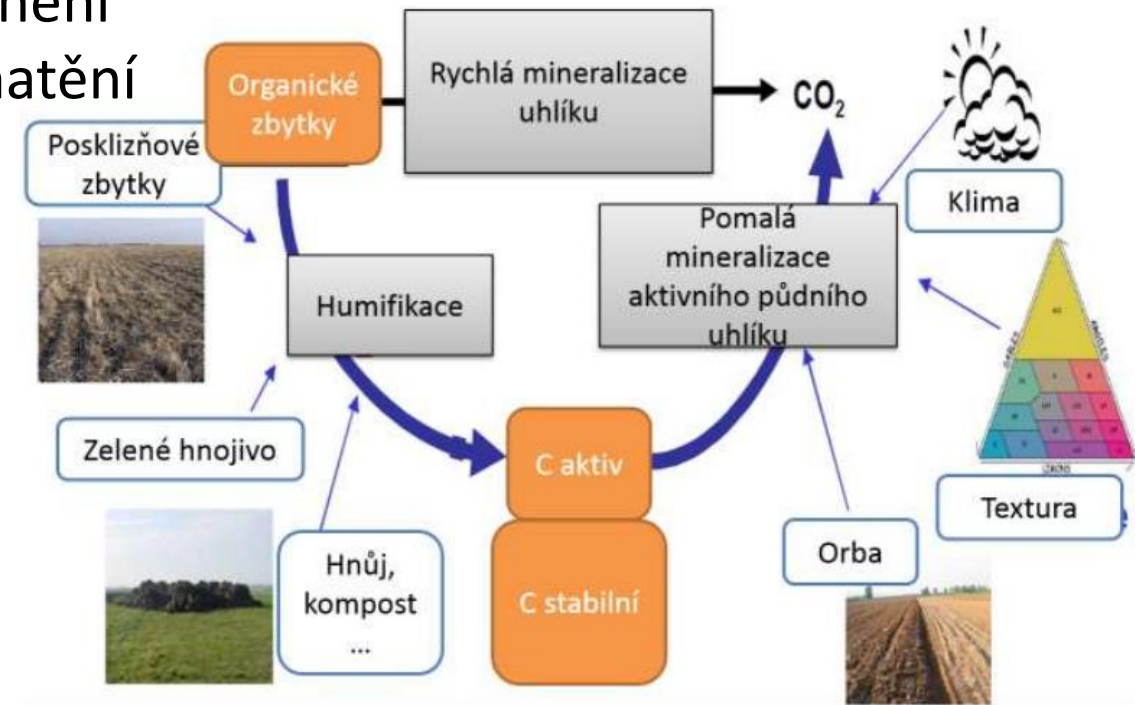 nění
natění
Organické
zbytky
Rychlá mineralizace
uhlíku
CO₂
Posklizňové
zbytky
Klima
Pomalá
mineralizace
aktivního půdního
uhlíku
Humifikace
Zelené hnojivo
C aktiv
Textura
Hnůj,
kompost
...
Orba
C stabilní